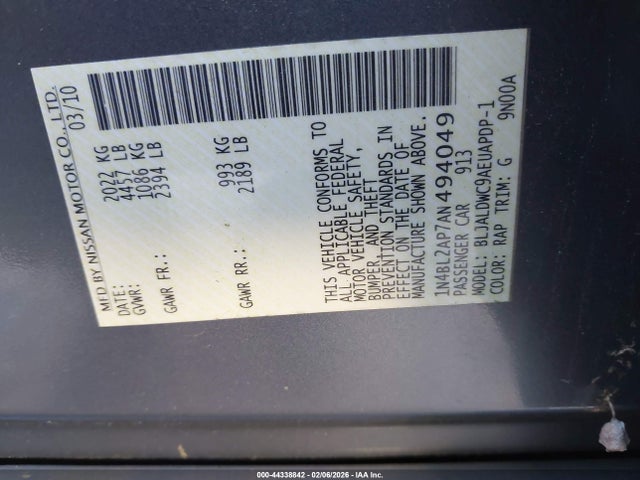 MFD BY NISSAN MOTOR CO., LTD.
DATE: 03/10
GVWR: 2022 KG
4457 LB
GAWR FR.: 1086 KG
2394 LB
GAWR RR.: 993 KG
2189 LB
THIS VEHICLE CONFORMS TO
ALL APPLICABLE FEDERAL
MOTOR VEHICLE SAFETY,
BUMPER, AND THEFT
PREVENTION STANDARDS IN
EFFECT ON THE DATE OF
MANUFACTURE SHOWN ABOVE.
1N4BL2AP7AN494049
PASSENGER CAR 913
MODEL: BLJALDWC9AEUAPDP-1
COLOR: RAP TRIM: G 9N00A
000-44338842 - 02/06/2026 - IAA Inc.